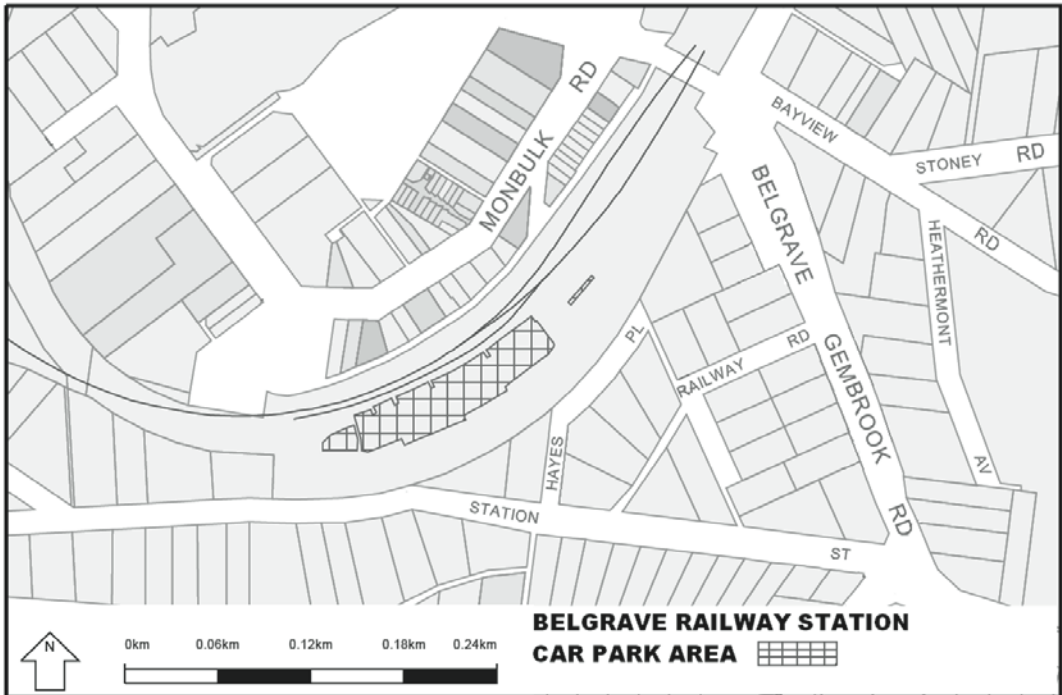 MONBULK RD
BAYVIEW RD
STONEY RD
BELGRAVE GEMBROOK RD
HEATHERMONT AV
HAYES PL
RAILWAY RD
STATION ST
N
0km 0.06km 0.12km 0.18km 0.24km
BELGRAVE RAILWAY STATION
CAR PARK AREA